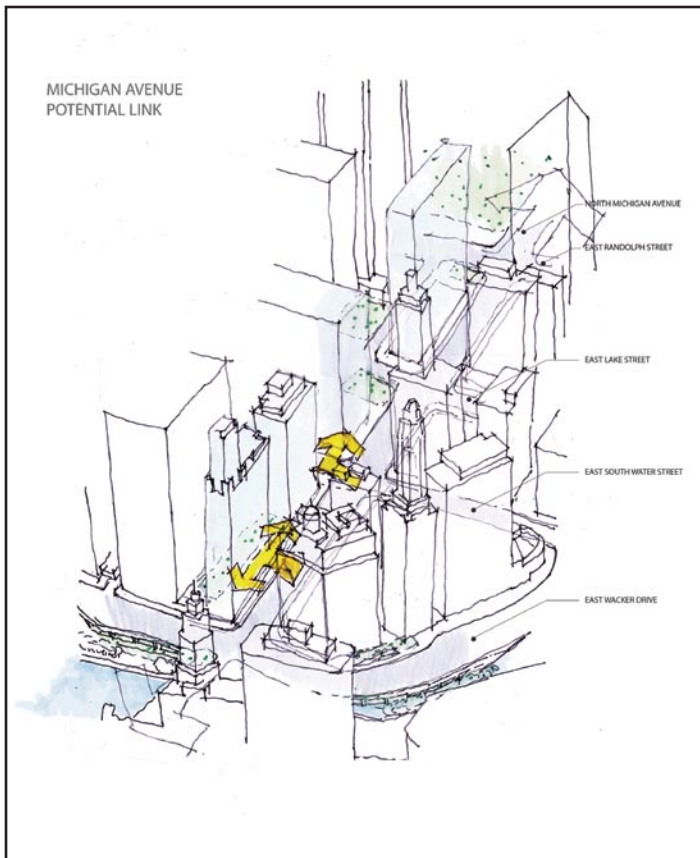 MICHIGAN AVENUE
POTENTIAL LINK
NORTH MICHIGAN AVENUE
EAST RANDOLPH STREET
EAST LAKE STREET
EAST SOUTH WATER STREET
EAST WACKER DRIVE